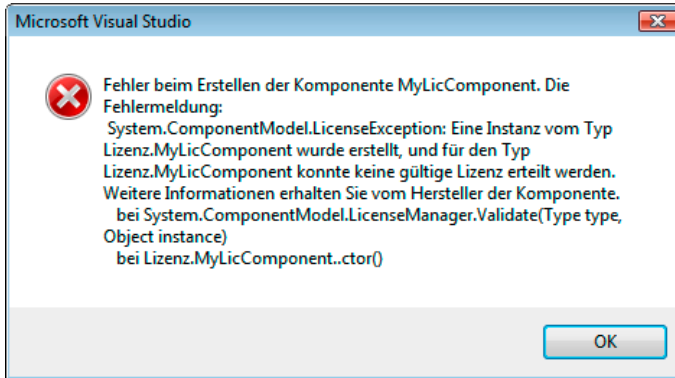 Microsoft Visual Studio
Fehler beim Erstellen der Komponente MyLicComponent. Die
Fehlermeldung:
System.ComponentModel.LicenseException: Eine Instanz vom Typ
Lizenz.MyLicComponent wurde erstellt, und für den Typ
Lizenz.MyLicComponent konnte keine gültige Lizenz erteilt werden.
Weitere Informationen erhalten Sie vom Hersteller der Komponente.
bei System.ComponentModel.LicenseManager.Validate(Type type,
Object instance)
bei Lizenz.MyLicComponent..ctor()
OK